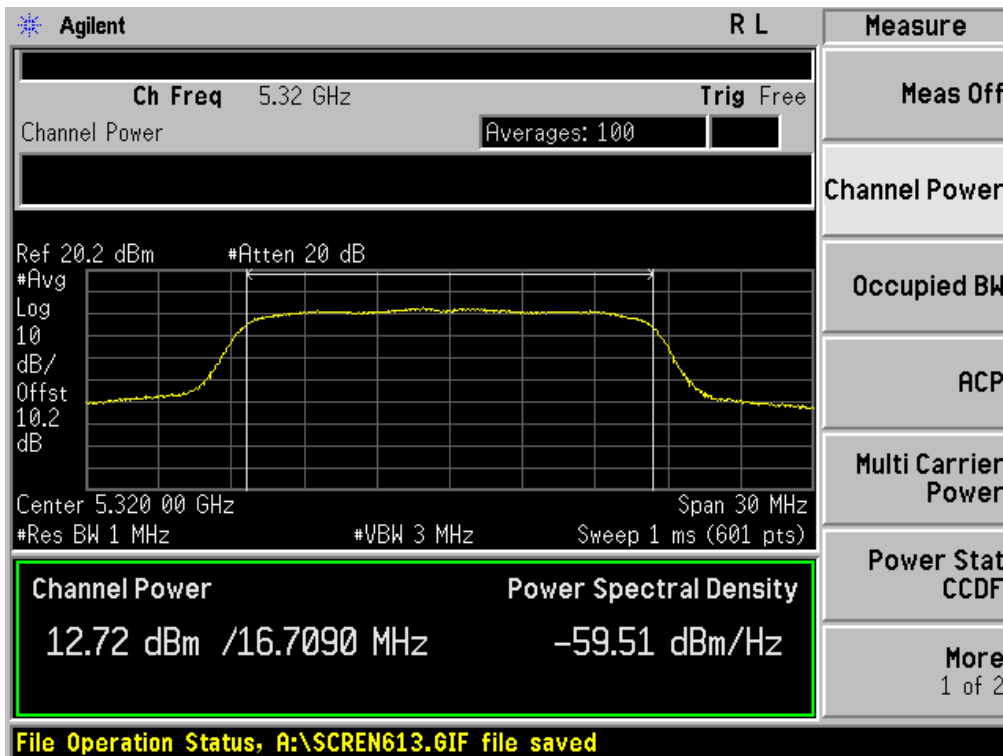 Agilent R L Measure
Ch Freq 5.32 GHz Trig Free
Channel Power Averages: 100
Meas Off
Channel Power
Occupied BW
ACP
Multi Carrier
Power
Power Stat
CCDF
More
1 of 2
Ref 20.2 dBm #Atten 20 dB
#Avg
Log
10
dB/
Offst
10.2
dB
Center 5.320 00 GHz Span 30 MHz
#Res BW 1 MHz #VBW 3 MHz Sweep 1 ms (601 pts)
Channel Power Power Spectral Density
12.72 dBm /16.7090 MHz -59.51 dBm/Hz
File Operation Status, A:\SCREN613.GIF file saved